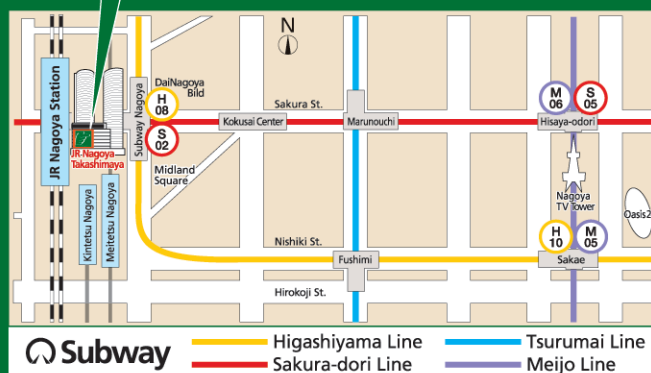 N
DaiNagoya
Bild
H
08
S
02
Subway Nagoya
JR Nagoya Station
JR-Nagoya
Takashimaya
Kintetsu Nagoya
Meitetsu Nagoya
Midland
Square
Sakura St.
Kokusai Center
Marunouchi
M
06
S
05
Hisaya-odori
Nagoya
TV Tower
Oasis2
H
10
M
05
Nishiki St.
Fushimi
Sakae
Hirokoji St.
Subway
Higashiyama Line
Tsurumai Line
Sakura-dori Line
Meijo Line